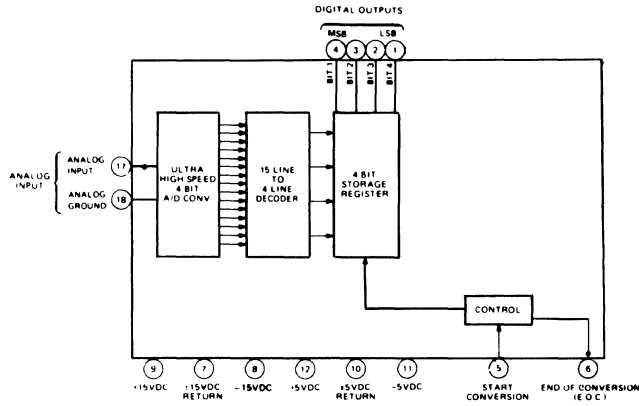 DIGITAL OUTPUTS
MSB LSB
4 3 2 1
BIT 1 BIT 2 BIT 3 BIT 4
ANALOG INPUT
ANALOG INPUT 17
ANALOG GROUND 18
ULTRA
HIGH SPEED
4 BIT
A/D CONV
15 LINE
TO
4 LINE
DECODER
4 BIT
STORAGE
REGISTER
CONTROL
9 7 8 12 10 11 5 6
+15VDC
±15VDC
RETURN
-15VDC
+5VDC
±5VDC
RETURN
-5VDC
START
CONVERSION
END OF CONVERSION
(E O C)